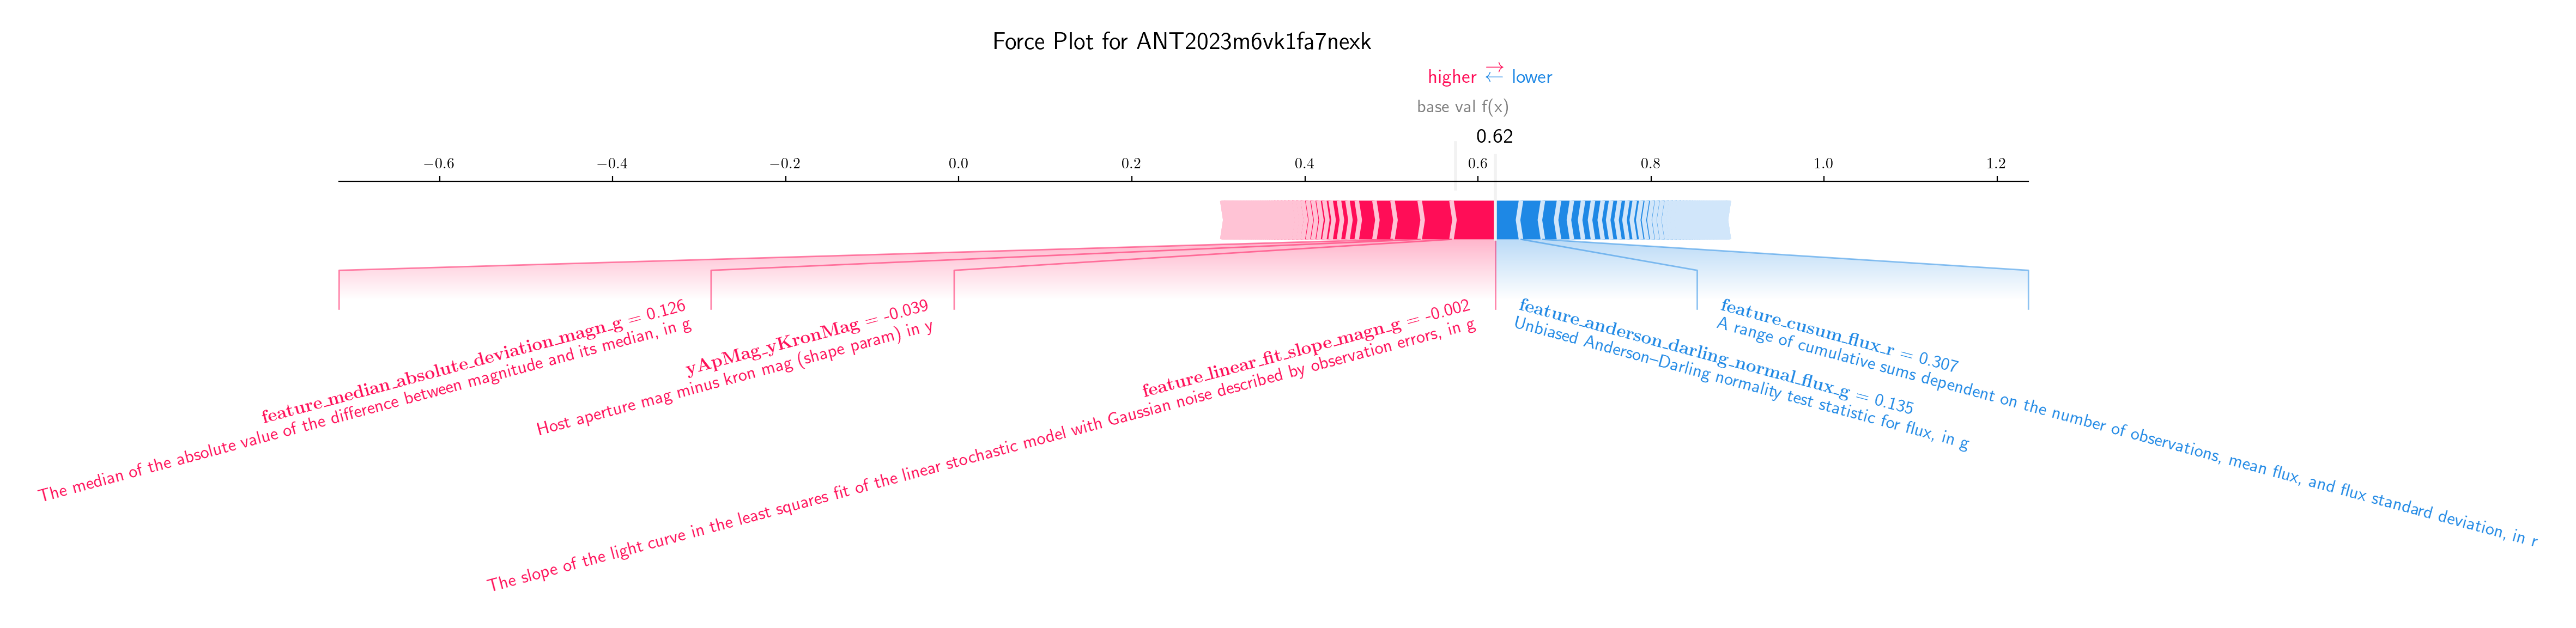 Force Plot for ANT2023m6vk1fa7nexk
higher → ← lower
base val f(x)
0.62
−0.6 −0.4 −0.2 0.0 0.2 0.4 0.6 0.8 1.0 1.2
feature_median_absolute_deviation_magn_g = 0.126
The median of the absolute value of the difference between magnitude and its median, in g
yApMag_yKronMag = -0.039
Host aperture mag minus kron mag (shape param) in y
feature_linear_fit_slope_magn_g = -0.002
The slope of the light curve in the least squares fit of the linear stochastic model with Gaussian noise described by observation errors, in g
feature_anderson_darling_normal_flux_g = 0.135
Unbiased Anderson–Darling normality test statistic for flux, in g
feature_cusum_flux_r = 0.307
A range of cumulative sums dependent on the number of observations, mean flux, and flux standard deviation, in r